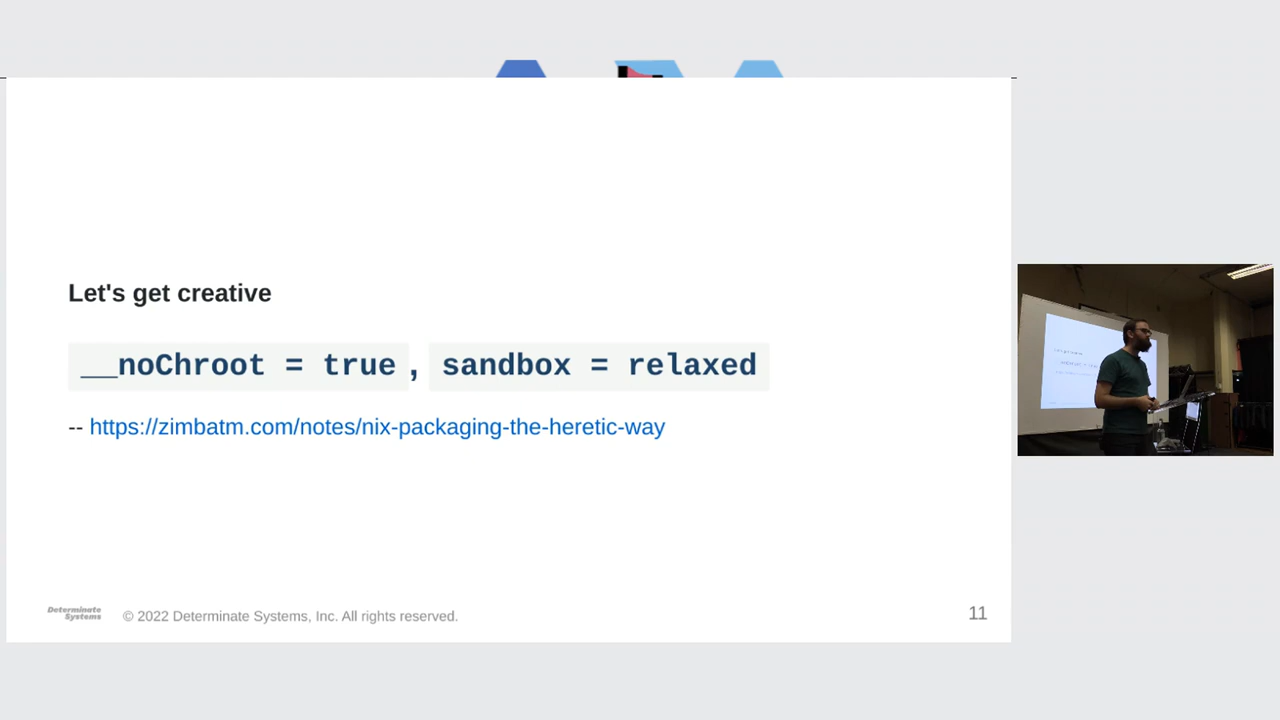 Let's get creative
__noChroot = true , sandbox = relaxed
-- https://zimbatm.com/notes/nix-packaging-the-heretic-way
Determinate
Systems
© 2022 Determinate Systems, Inc. All rights reserved.
11